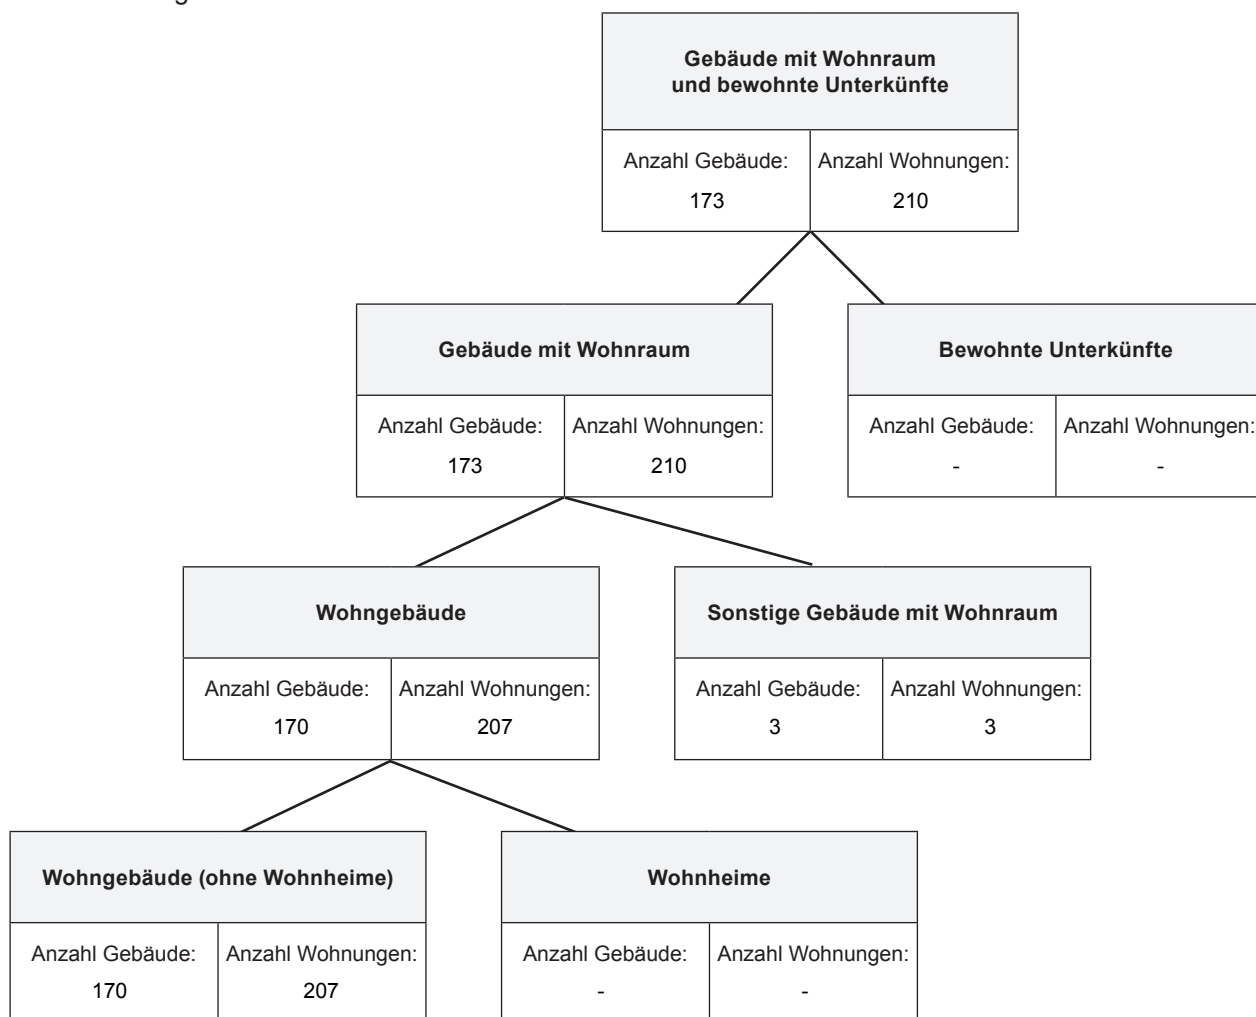 Gebäude mit Wohnraum
und bewohnte Unterkünfte
Anzahl Gebäude: Anzahl Wohnungen:
173 210
Gebäude mit Wohnraum
Anzahl Gebäude: Anzahl Wohnungen:
173 210
Bewohnte Unterkünfte
Anzahl Gebäude: Anzahl Wohnungen:
- -
Wohngebäude
Anzahl Gebäude: Anzahl Wohnungen:
170 207
Sonstige Gebäude mit Wohnraum
Anzahl Gebäude: Anzahl Wohnungen:
3 3
Wohngebäude (ohne Wohnheime)
Anzahl Gebäude: Anzahl Wohnungen:
170 207
Wohnheime
Anzahl Gebäude: Anzahl Wohnungen:
- -